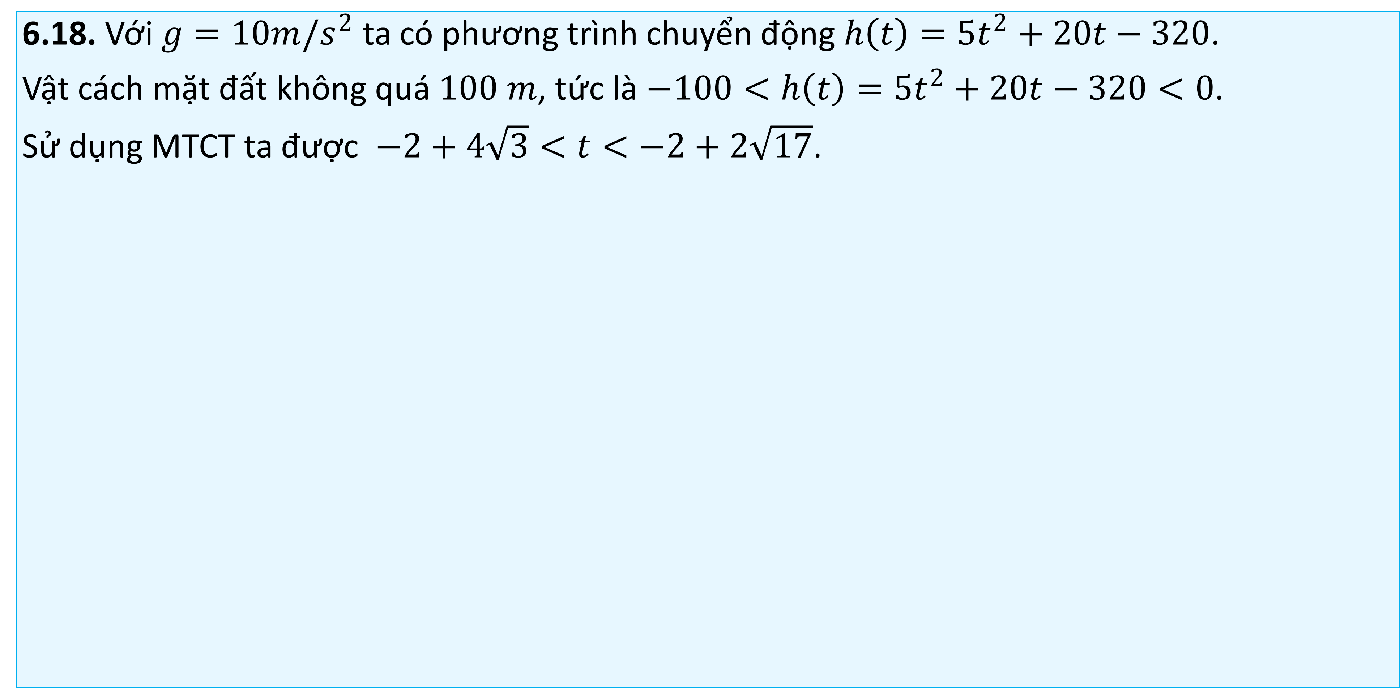 6.18. Với g = 10m/s² ta có phương trình chuyển động h(t) = 5t² + 20t − 320.
Vật cách mặt đất không quá 100 m, tức là −100 < h(t) = 5t² + 20t − 320 < 0.
Sử dụng MTCT ta được −2 + 4√3 < t < −2 + 2√17.